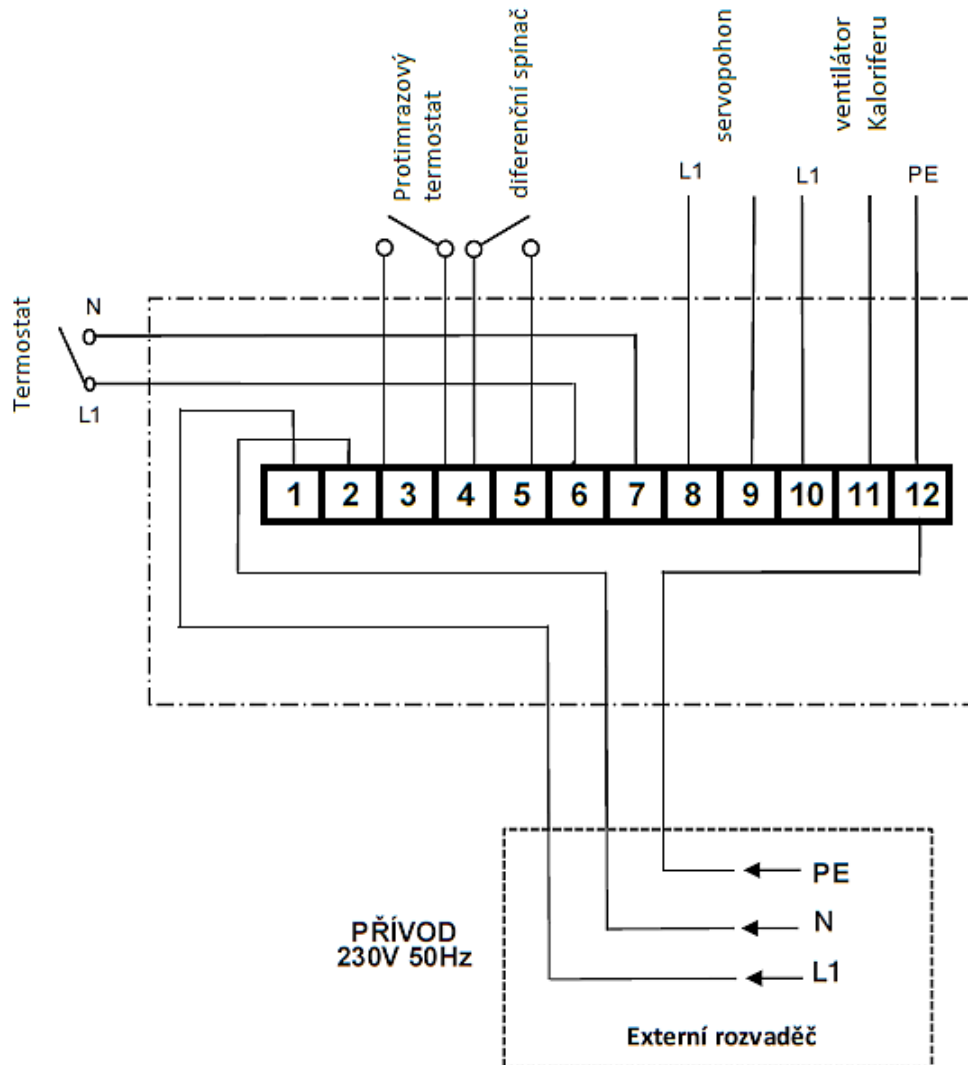 Protimrazový
termostat
diferenční spínač
servopohon
ventilátor
Kaloriferu
L1
L1
PE
Termostat
N
L1
1 2 3 4 5 6 7 8 9 10 11 12
PŘÍVOD
230V 50Hz
PE
N
L1
Externí rozvaděč